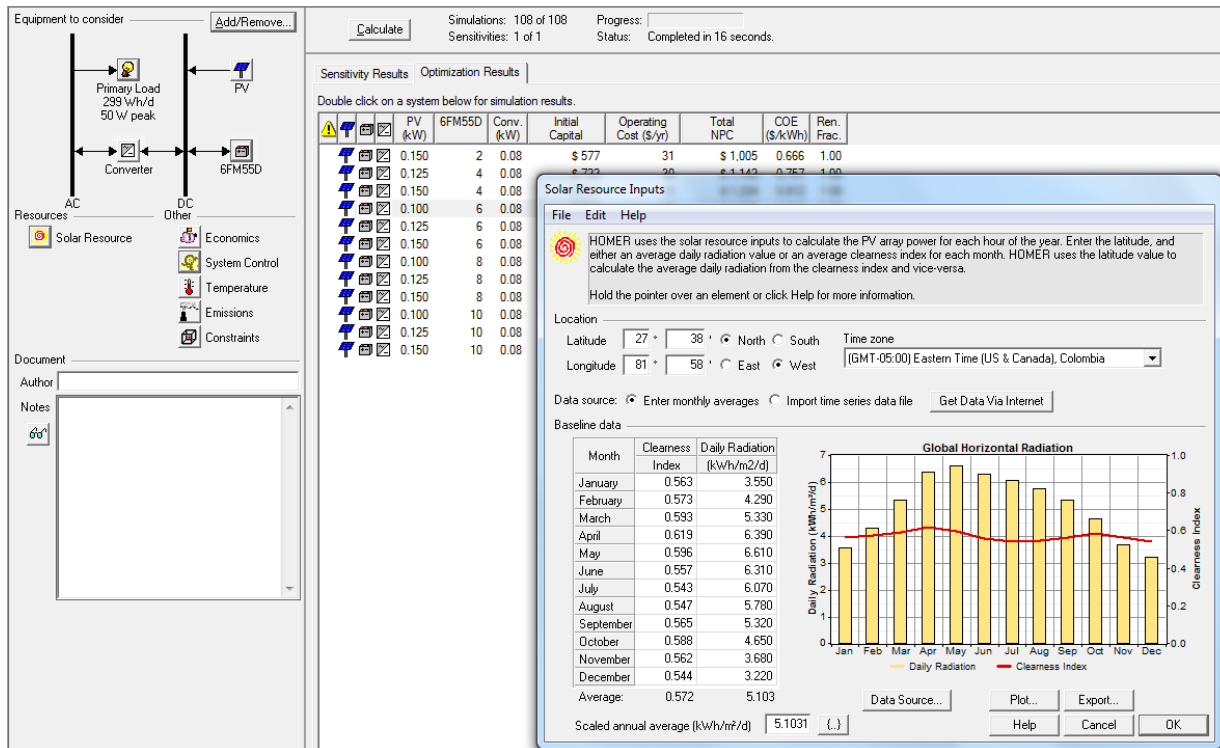 Equipment to consider
Add/Remove...
Primary Load
299 Wh/d
50 W peak
PV
Converter
6FM55D
AC
DC
Resources
Other
Solar Resource
Economics
System Control
Temperature
Emissions
Constraints
Document
Author
Notes
Calculate
Simulations: 108 of 108
Progress:
Sensitivities: 1 of 1
Status: Completed in 16 seconds.
Sensitivity Results
Optimization Results
Double click on a system below for simulation results.
PV (kW) 6FM55D Conv. (kW) Initial Capital Operating Cost ($/yr) Total NPC COE ($/kWh) Ren. Frac.
0.150 2 0.08 $ 577 31 $ 1,005 0.666 1.00
0.125 4 0.08
0.150 4 0.08
0.100 6 0.08
0.125 6 0.08
0.150 6 0.08
0.100 8 0.08
0.125 8 0.08
0.150 8 0.08
0.100 10 0.08
0.125 10 0.08
0.150 10 0.08
Solar Resource Inputs
File Edit Help
HOMER uses the solar resource inputs to calculate the PV array power for each hour of the year. Enter the latitude, and
either an average daily radiation value or an average clearness index for each month. HOMER uses the latitude value to
calculate the average daily radiation from the clearness index and vice-versa.
Hold the pointer over an element or click Help for more information.
Location
Latitude 27 ° 38 ' North South
Time zone
Longitude 81 ° 58 ' East West
(GMT-05:00) Eastern Time (US & Canada), Colombia
Data source: Enter monthly averages Import time series data file Get Data Via Internet
Baseline data
Month Clearness Index Daily Radiation (kWh/m2/d)
January 0.563 3.550
February 0.573 4.290
March 0.593 5.330
April 0.619 6.390
May 0.596 6.610
June 0.557 6.310
July 0.543 6.070
August 0.547 5.780
September 0.565 5.320
October 0.588 4.650
November 0.562 3.680
December 0.544 3.220
Average: 0.572 5.103
Scaled annual average (kWh/m²/d) 5.1031 {..}
Global Horizontal Radiation
Daily Radiation (kWh/m²/d)
7
6
5
4
3
2
1
0
Jan Feb Mar Apr May Jun Jul Aug Sep Oct Nov Dec
1.0
0.8
0.6
0.4
0.2
0.0
Clearness Index
Daily Radiation Clearness Index
Data Source... Plot... Export...
Help Cancel OK